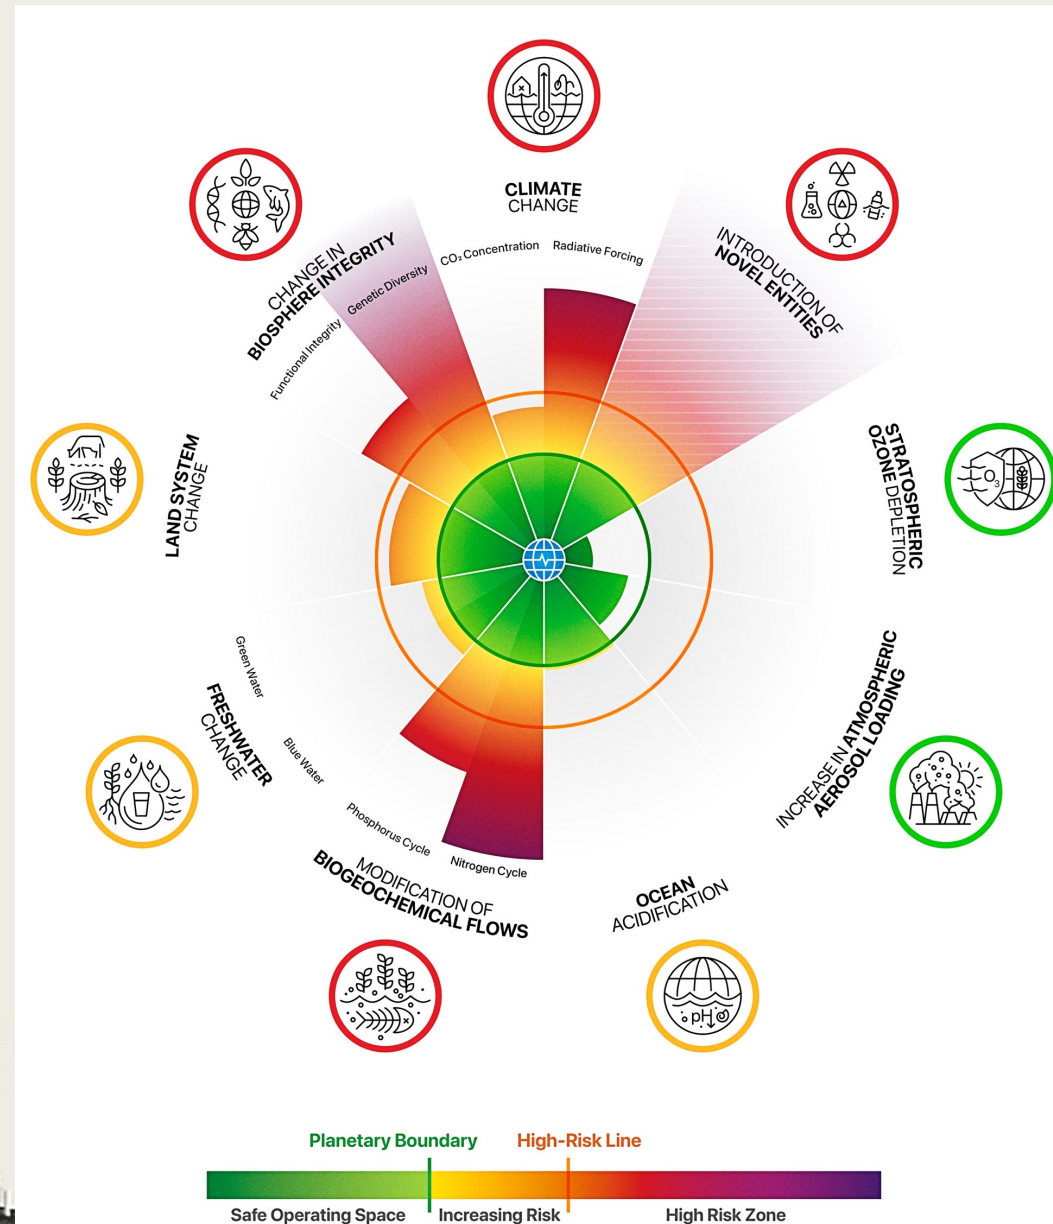 CLIMATE
CHANGE
CO₂ Concentration
Radiative Forcing
INTRODUCTION OF
NOVEL ENTITIES
STRATOSPHERIC
OZONE DEPLETION
O₃
INCREASE IN ATMOSPHERIC
AEROSOL LOADING
OCEAN
ACIDIFICATION
pH
MODIFICATION OF
BIOGEOCHEMICAL FLOWS
Nitrogen Cycle
Phosphorus Cycle
FRESHWATER
CHANGE
Blue Water
Green Water
LAND SYSTEM
CHANGE
CHANGE IN
BIOSPHERE INTEGRITY
Functional Integrity
Genetic Diversity
Planetary Boundary
High-Risk Line
Safe Operating Space
Increasing Risk
High Risk Zone